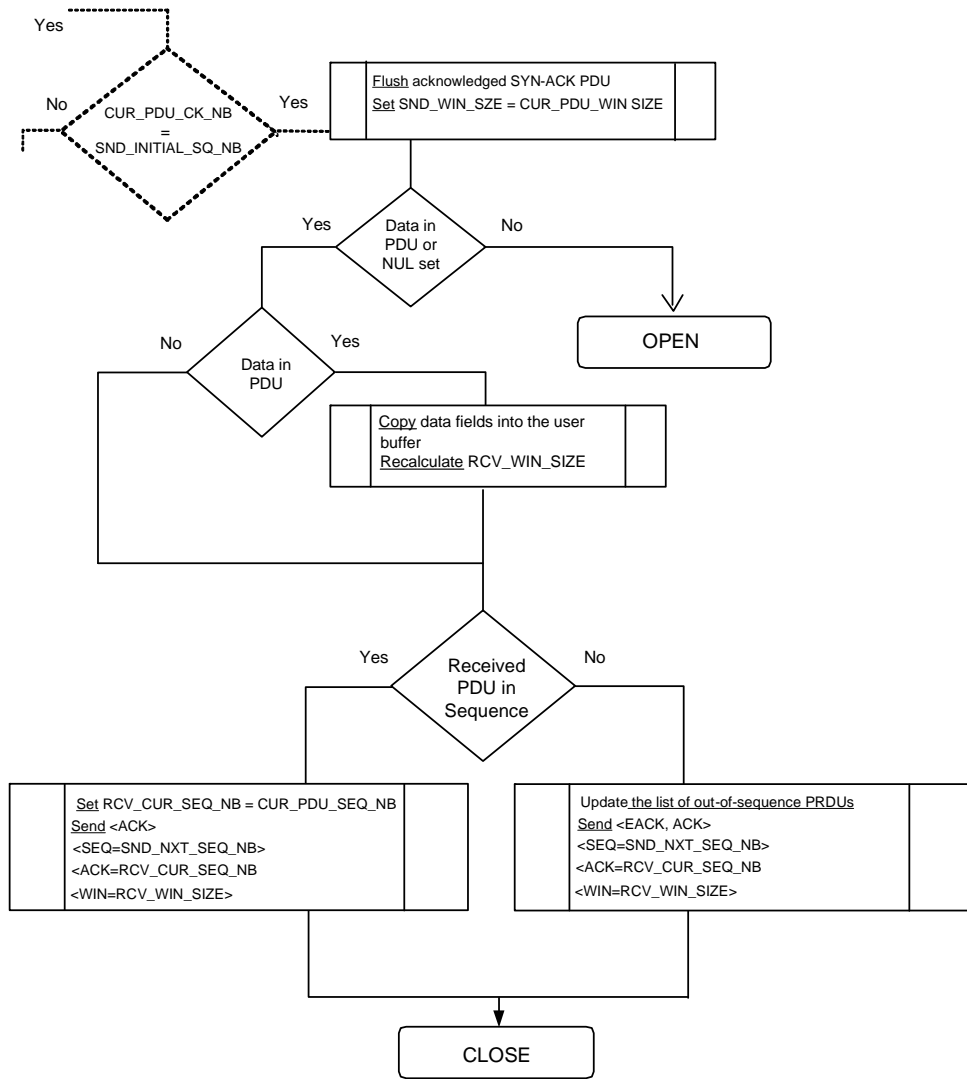 Yes
No
CUR_PDU_CK_NB
=
SND_INITIAL_SQ_NB
Yes
Flush acknowledged SYN-ACK PDU
Set SND_WIN_SZE = CUR_PDU_WIN SIZE
Yes
Data in
PDU or
NUL set
No
OPEN
No
Data in
PDU
Yes
Copy data fields into the user
buffer
Recalculate RCV_WIN_SIZE
Yes
Received
PDU in
Sequence
No
Set RCV_CUR_SEQ_NB = CUR_PDU_SEQ_NB
Send <ACK>
<SEQ=SND_NXT_SEQ_NB>
<ACK=RCV_CUR_SEQ_NB
<WIN=RCV_WIN_SIZE>
Update the list of out-of-sequence PRDUs
Send <EACK, ACK>
<SEQ=SND_NXT_SEQ_NB>
<ACK=RCV_CUR_SEQ_NB
<WIN=RCV_WIN_SIZE>
CLOSE